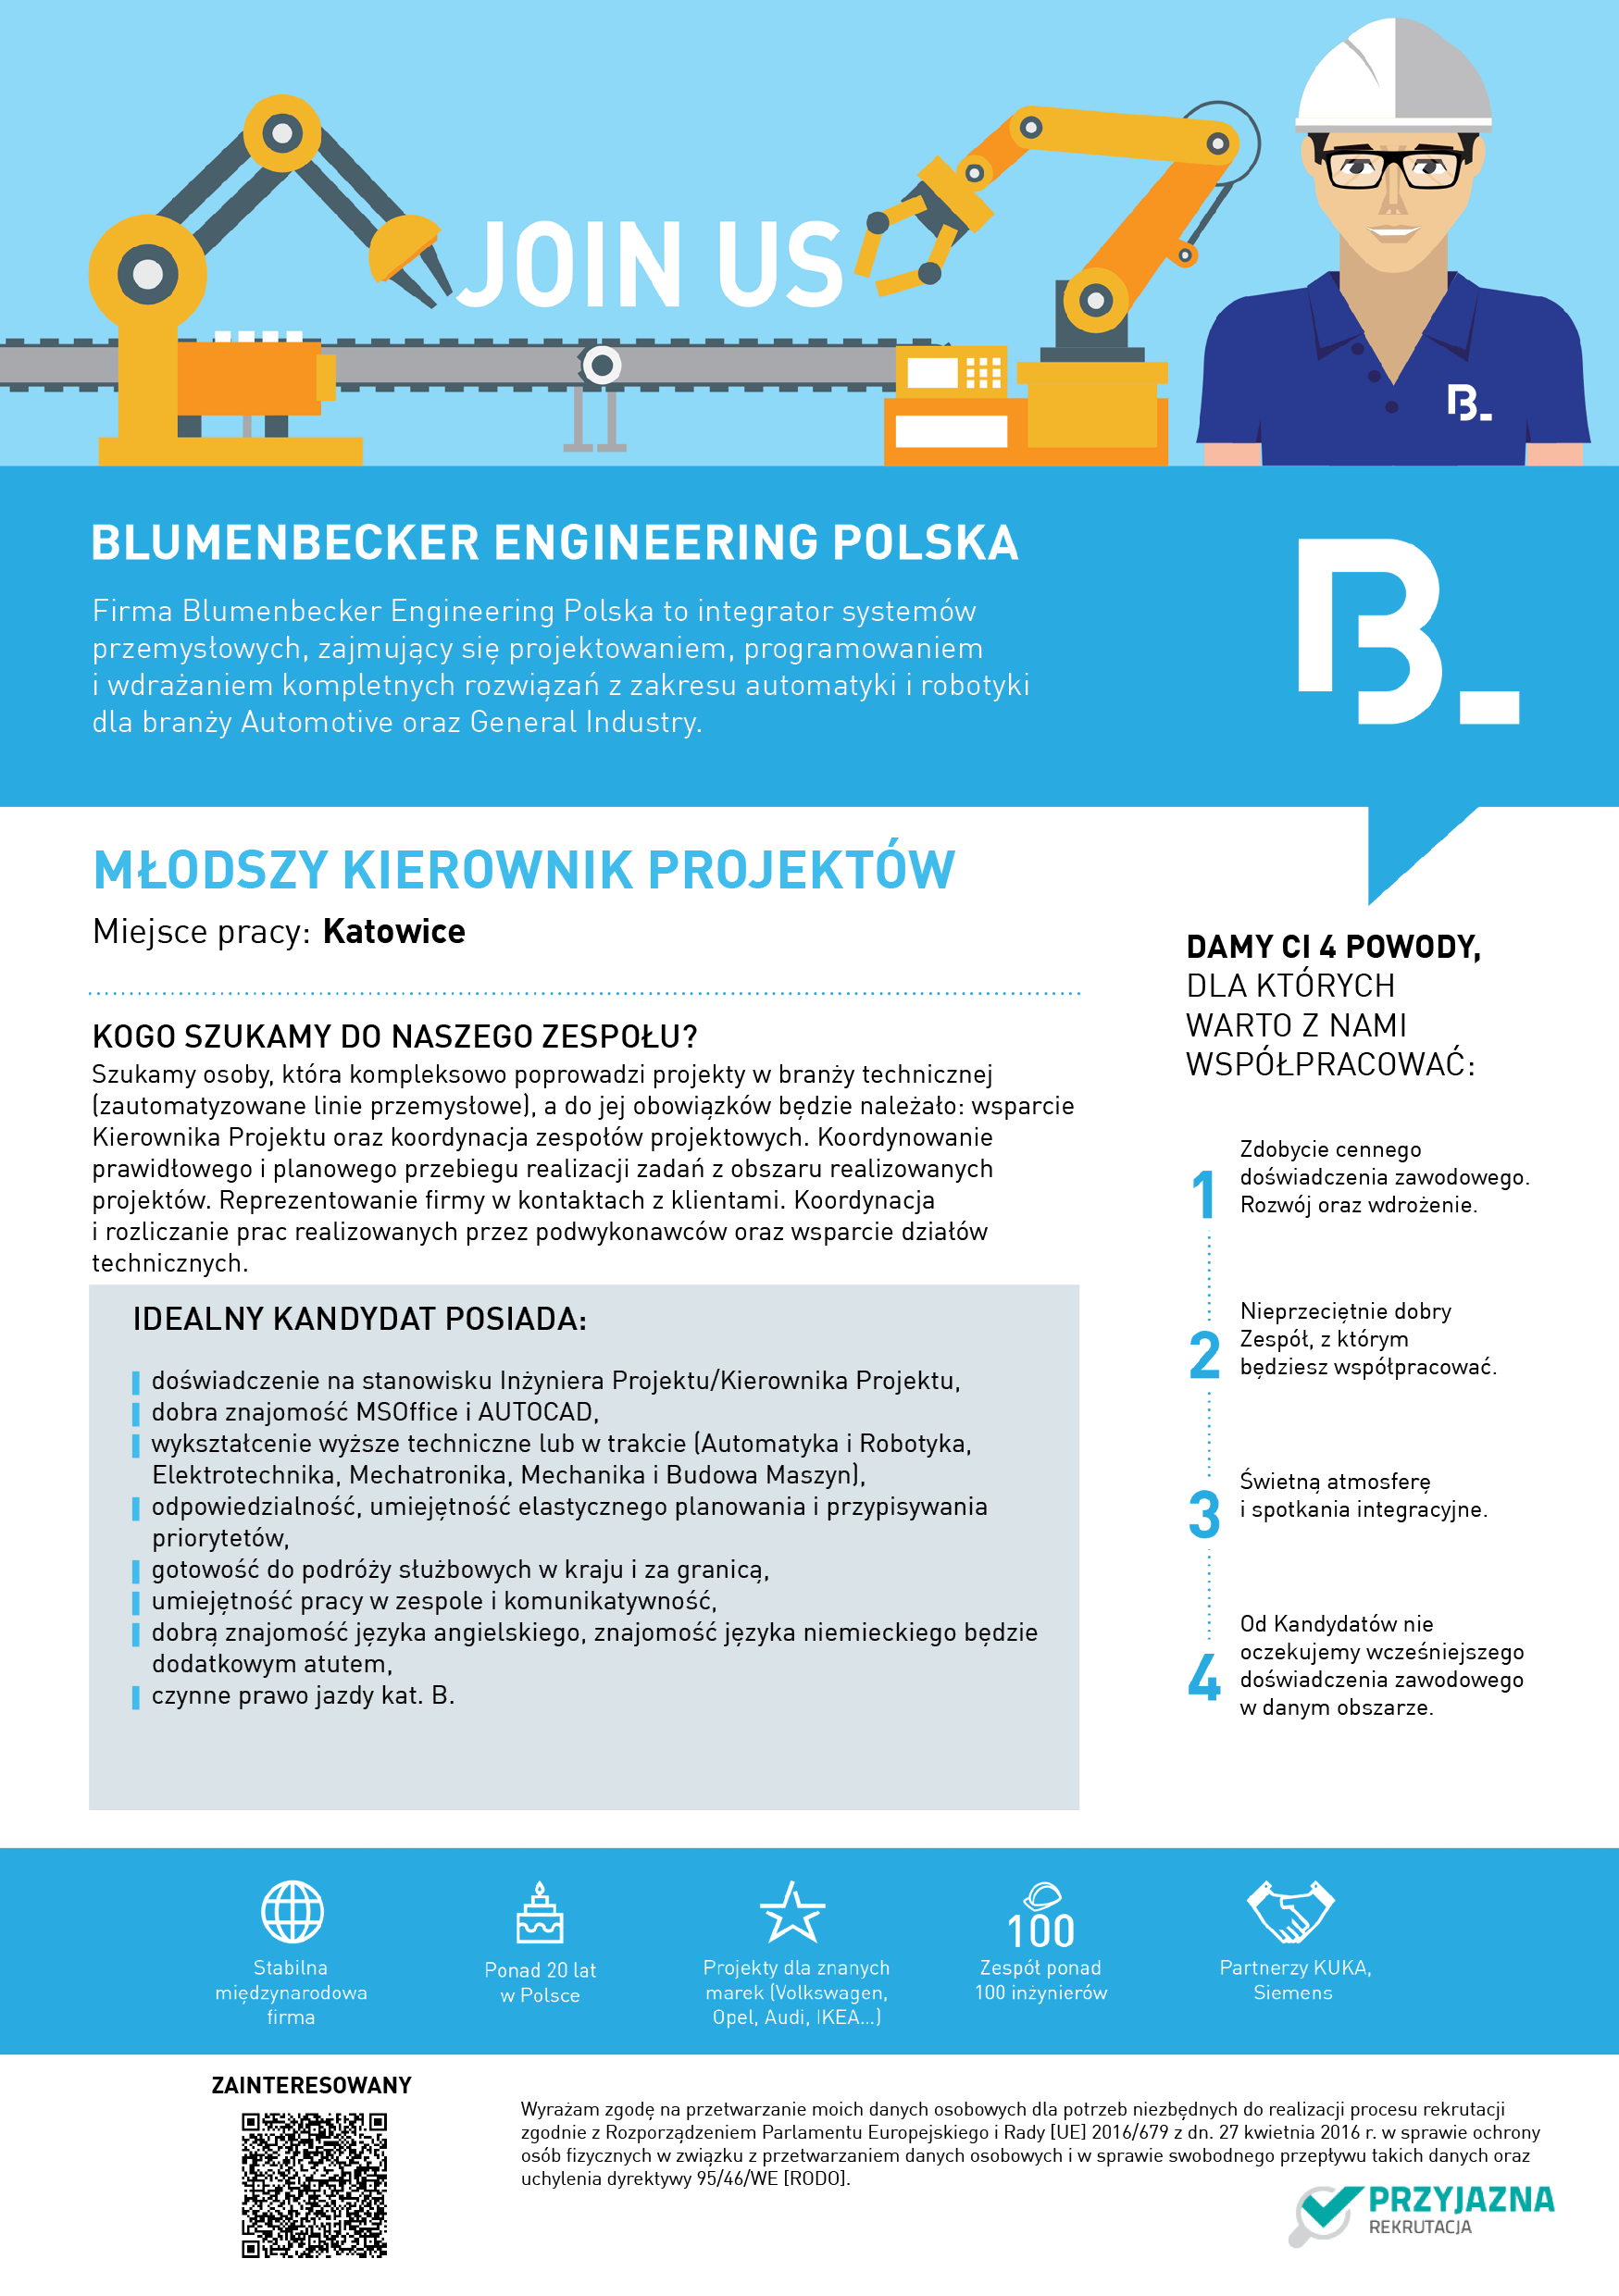 JOIN US
B_
BLUMENBECKER ENGINEERING POLSKA
Firma Blumenbecker Engineering Polska to integrator systemów
przemysłowych, zajmujący się projektowaniem, programowaniem
i wdrażaniem kompletnych rozwiązań z zakresu automatyki i robotyki
dla branży Automotive oraz General Industry.
B_
MŁODSZY KIEROWNIK PROJEKTÓW
Miejsce pracy: Katowice
KOGO SZUKAMY DO NASZEGO ZESPOŁU?
Szukamy osoby, która kompleksowo poprowadzi projekty w branży technicznej
(zautomatyzowane linie przemysłowe), a do jej obowiązków będzie należało: wsparcie
Kierownika Projektu oraz koordynacja zespołów projektowych. Koordynowanie
prawidłowego i planowego przebiegu realizacji zadań z obszaru realizowanych
projektów. Reprezentowanie firmy w kontaktach z klientami. Koordynacja
i rozliczanie prac realizowanych przez podwykonawców oraz wsparcie działów
technicznych.
IDEALNY KANDYDAT POSIADA:
doświadczenie na stanowisku Inżyniera Projektu/Kierownika Projektu,
dobra znajomość MSOffice i AUTOCAD,
wykształcenie wyższe techniczne lub w trakcie (Automatyka i Robotyka,
Elektrotechnika, Mechatronika, Mechanika i Budowa Maszyn),
odpowiedzialność, umiejętność elastycznego planowania i przypisywania
priorytetów,
gotowość do podróży służbowych w kraju i za granicą,
umiejętność pracy w zespole i komunikatywność,
dobrą znajomość języka angielskiego, znajomość języka niemieckiego będzie
dodatkowym atutem,
czynne prawo jazdy kat. B.
DAMY CI 4 POWODY,
DLA KTÓRYCH
WARTO Z NAMI
WSPÓŁPRACOWAĆ:
1
Zdobycie cennego
doświadczenia zawodowego.
Rozwój oraz wdrożenie.
2
Nieprzeciętnie dobry
Zespół, z którym
będziesz współpracować.
3
Świetną atmosferę
i spotkania integracyjne.
4
Od Kandydatów nie
oczekujemy wcześniejszego
doświadczenia zawodowego
w danym obszarze.
Stabilna
międzynarodowa
firma
Ponad 20 lat
w Polsce
Projekty dla znanych
marek (Volkswagen,
Opel, Audi, IKEA...)
100
Zespół ponad
100 inżynierów
Partnerzy KUKA,
Siemens
ZAINTERESOWANY
Wyrażam zgodę na przetwarzanie moich danych osobowych dla potrzeb niezbędnych do realizacji procesu rekrutacji
zgodnie z Rozporządzeniem Parlamentu Europejskiego i Rady [UE] 2016/679 z dn. 27 kwietnia 2016 r. w sprawie ochrony
osób fizycznych w związku z przetwarzaniem danych osobowych i w sprawie swobodnego przepływu takich danych oraz
uchylenia dyrektywy 95/46/WE [RODO].
PRZYJAZNA
REKRUTACJA